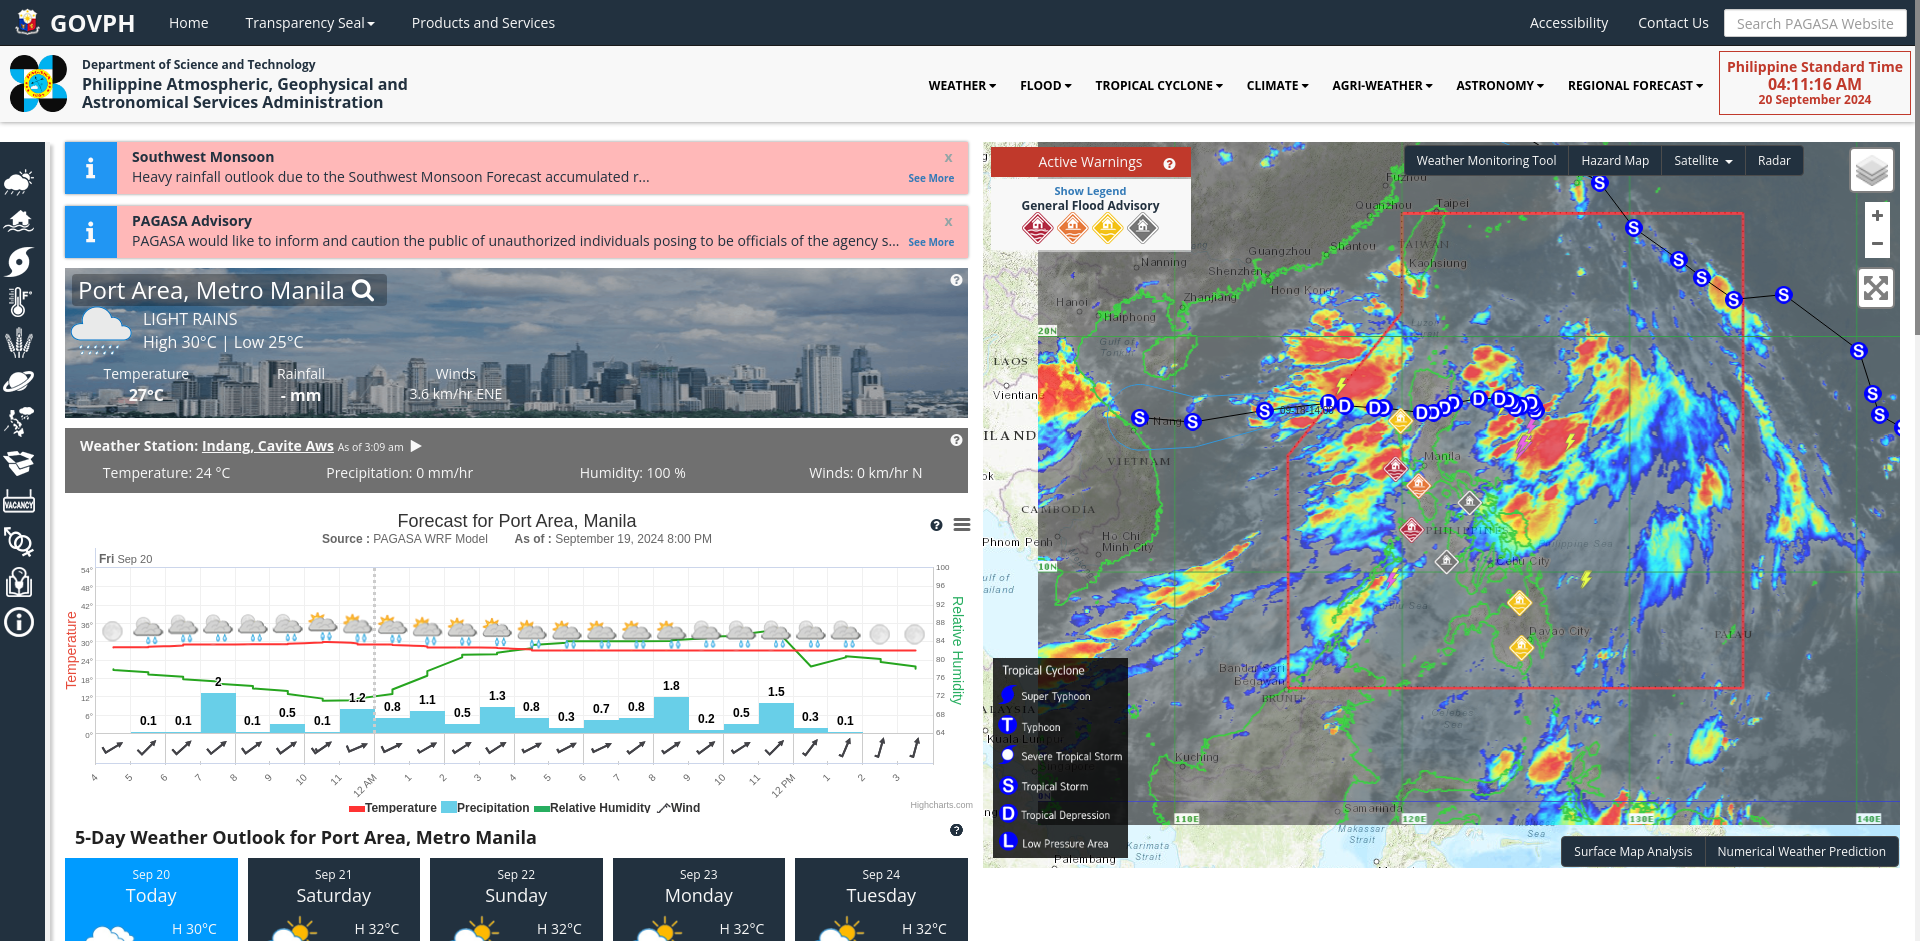 GOVPH
Home
Transparency Seal
Products and Services
Accessibility
Contact Us
Search PAGASA Website
Department of Science and Technology
Philippine Atmospheric, Geophysical and
Astronomical Services Administration
WEATHER
FLOOD
TROPICAL CYCLONE
CLIMATE
AGRI-WEATHER
ASTRONOMY
REGIONAL FORECAST
Philippine Standard Time
04:11:16 AM
20 September 2024
Southwest Monsoon
x
Heavy rainfall outlook due to the Southwest Monsoon Forecast accumulated r...
See More
PAGASA Advisory
x
PAGASA would like to inform and caution the public of unauthorized individuals posing to be officials of the agency s...
See More
Port Area, Metro Manila
LIGHT RAINS
High 30°C | Low 25°C
Temperature
Rainfall
Winds
27°C
- mm
3.6 km/hr ENE
Weather Station: Indang, Cavite Aws As of 3:09 am
Temperature: 24 °C
Precipitation: 0 mm/hr
Humidity: 100 %
Winds: 0 km/hr N
VACANCY
Forecast for Port Area, Manila
Source : PAGASA WRF Model As of : September 19, 2024 8:00 PM
Fri Sep 20
54°
48°
42°
36°
30°
24°
18°
12°
6°
0°
Temperature
100
96
92
88
84
80
76
72
68
64
Relative Humidity
0.1
0.1
2
0.1
0.5
0.1
1.2
0.8
1.1
0.5
1.3
0.8
0.3
0.7
0.8
1.8
0.2
0.5
1.5
0.3
0.1
4
5
6
7
8
9
10
11
12 AM
1
2
3
4
5
6
7
8
9
10
11
12 PM
1
2
3
Temperature
Precipitation
Relative Humidity
Wind
Highcharts.com
5-Day Weather Outlook for Port Area, Metro Manila
Sep 20
Today
H 30°C
Sep 21
Saturday
H 32°C
Sep 22
Sunday
H 32°C
Sep 23
Monday
H 32°C
Sep 24
Tuesday
H 32°C
Active Warnings
Show Legend
General Flood Advisory
Weather Monitoring Tool
Hazard Map
Satellite
Radar
+
−
Fuzhou
Quanzhou
Taipei
TAIWAN
Kaohsiung
Shantou
Guangzhou
Shenzhen
Hong Kong
Nanning
Zhanjiang
Hanoi
Haiphong
Gulf of
20N
LAOS
Vientian
ILAND
VIETNAM
CAMBODIA
Phnom Penh
Ho Chi
Minh City
10N
Manila
PHILIPPINES
Cebu City
Davao City
PALAU
Bandar Seri
Begawan
BRUNEI
Kuching
Samarinda
Makassar
Strait
Karimata
Strait
Palembang
110E
120E
130E
140E
Tropical Cyclone
Super Typhoon
T Typhoon
Severe Tropical Storm
S Tropical Storm
D Tropical Depression
L Low Pressure Area
Surface Map Analysis
Numerical Weather Prediction